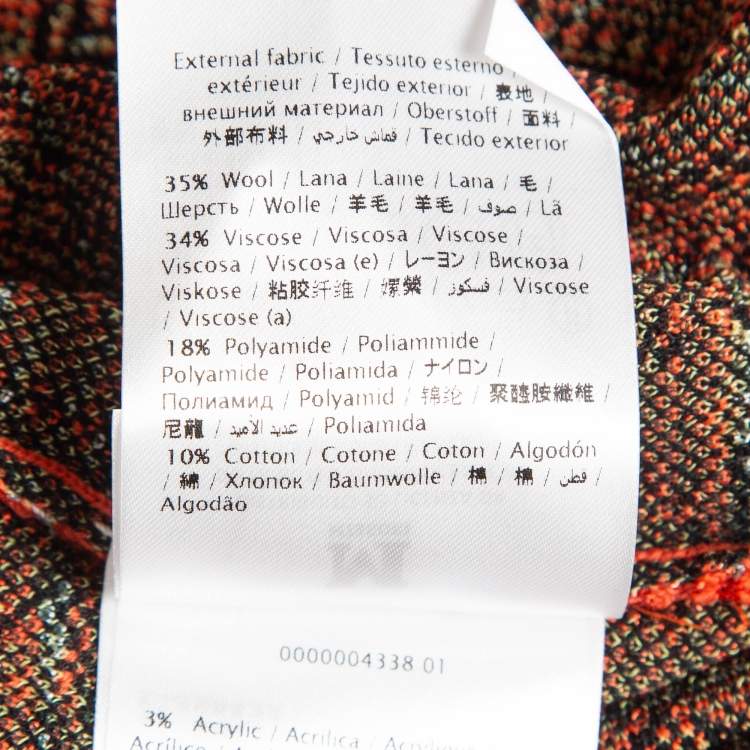 External fabric / Tessuto esterno
extérieur / Tejido exterior / 表地 /
внешний материал / Oberstoff / 面料 /
外部布料 / قماش خارجي / Tecido exterior
35% Wool / Lana / Laine / Lana / 毛 /
Шерсть / Wolle / 羊毛 / 羊毛 / صوف / Lã
34% Viscose / Viscosa / Viscose /
Viscosa / Viscosa (e) / レーヨン / Вискоза /
Viskose / 粘胶纤维 / 嫘縈 / فسكوز / Viscose
/ Viscose (a)
18% Polyamide / Poliammide /
Polyamide / Poliamida / ナイロン /
Полиамид / Polyamid / 锦纶 / 聚醯胺纖維 /
尼龍 / عديد الأميد / Poliamida
10% Cotton / Cotone / Coton / Algodón
/ 綿 / Хлопок / Baumwolle / 棉 / 棉 / قطن /
Algodão
0000004338 01
3% Acrylic / Acrilica / Acrylique